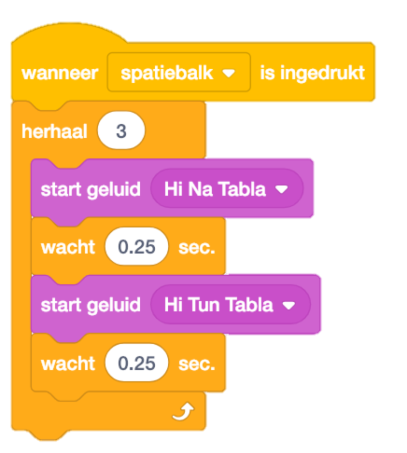 wanneer spatiebalk is ingedrukt
herhaal 3
start geluid Hi Na Tabla
wacht 0.25 sec.
start geluid Hi Tun Tabla
wacht 0.25 sec.